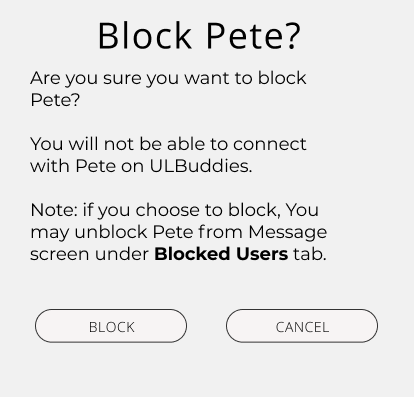 Block Pete?
Are you sure you want to block
Pete?
You will not be able to connect
with Pete on ULBuddies.
Note: if you choose to block, You
may unblock Pete from Message
screen under Blocked Users tab.
BLOCK
CANCEL